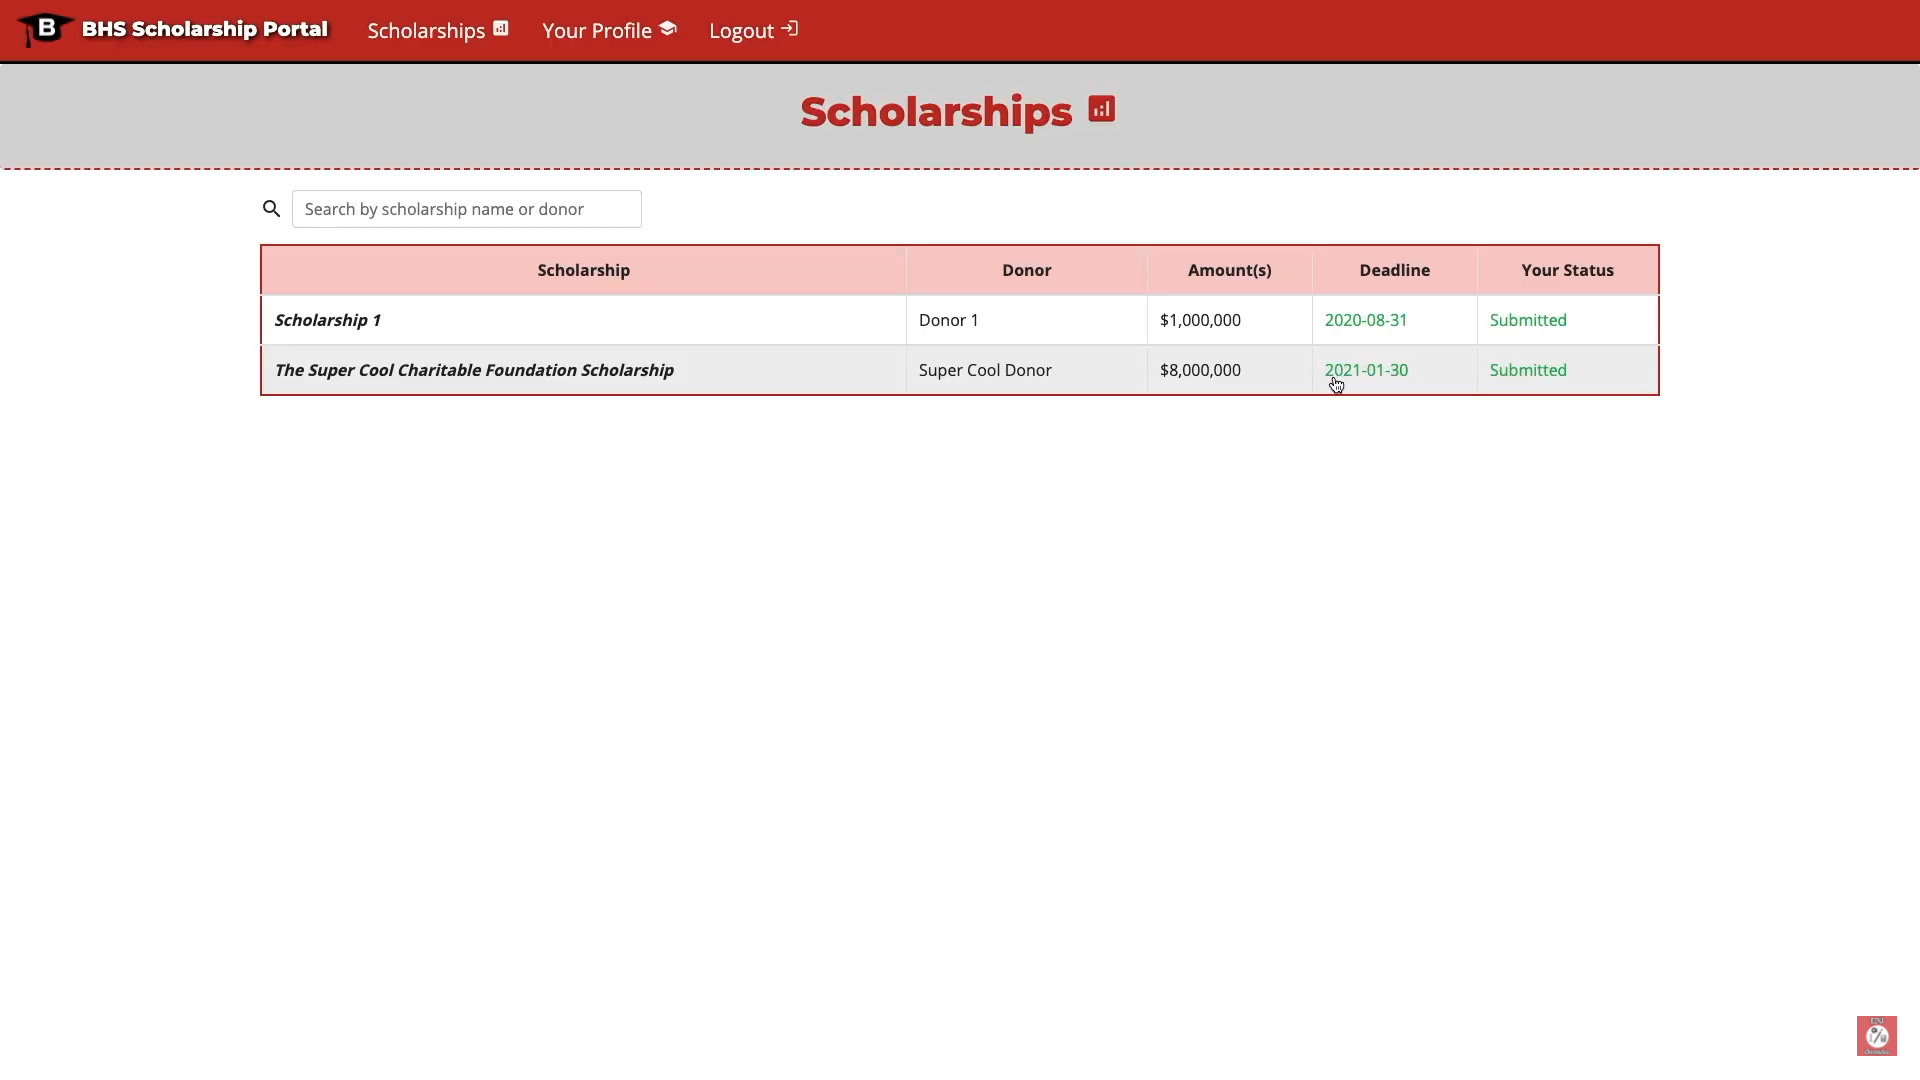 B BHS Scholarship Portal Scholarships Your Profile Logout
Scholarships
Search by scholarship name or donor
Scholarship Donor Amount(s) Deadline Your Status
Scholarship 1 Donor 1 $1,000,000 2020-08-31 Submitted
The Super Cool Charitable Foundation Scholarship Super Cool Donor $8,000,000 2021-01-30 Submitted